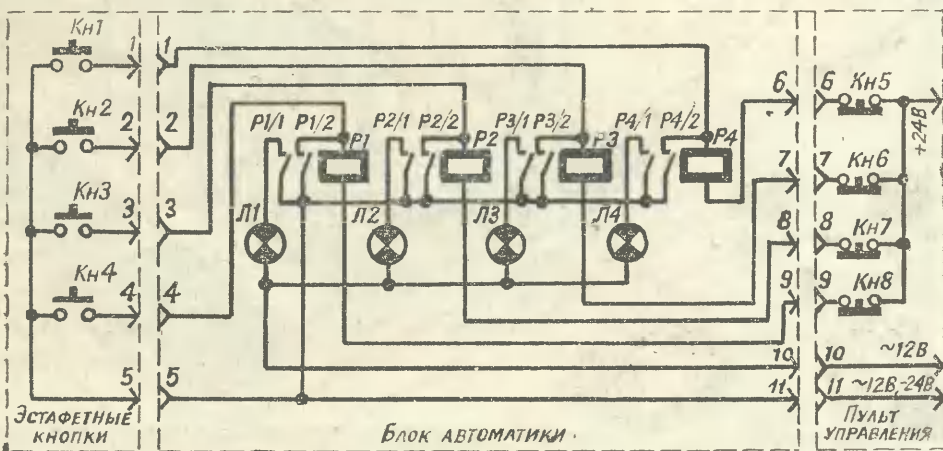 Кн1
1
1
Кн2
2
2
Кн3
3
3
Кн4
4
4
5
5
Р1/1 Р1/2 Р1 Р2/1 Р2/2 Р2 Р3/1 Р3/2 Р3 Р4/1 Р4/2 Р4
Л1 Л2 Л3 Л4
6 6 Кн5
+24В
7 7 Кн6
8 8 Кн7
9 9 Кн8
10 10 ~12В
11 11 ~12В-24В
ЭСТАФЕТНЫЕ
КНОПКИ
БЛОК АВТОМАТИКИ
ПУЛЬТ
УПРАВЛЕНИЯ